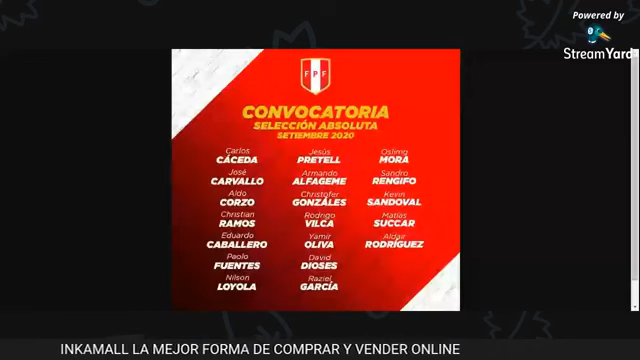 Powered by
StreamYard
FPF
CONVOCATORIA
SELECCIÓN ABSOLUTA
SETIEMBRE 2020
Carlos
CÁCEDA
José
CARVALLO
Aldo
CORZO
Christian
RAMOS
Eduardo
CABALLERO
Paolo
FUENTES
Nilson
LOYOLA
Jesús
PRETELL
Armando
ALFAGEME
Christofer
GONZÁLES
Rodrigo
VILCA
Yamir
OLIVA
David
DIOSES
Raziel
GARCÍA
Oslimg
MORA
Sandro
RENGIFO
Kevin
SANDOVAL
Matías
SUCCAR
Aldair
RODRÍGUEZ
INKAMALL LA MEJOR FORMA DE COMPRAR Y VENDER ONLINE